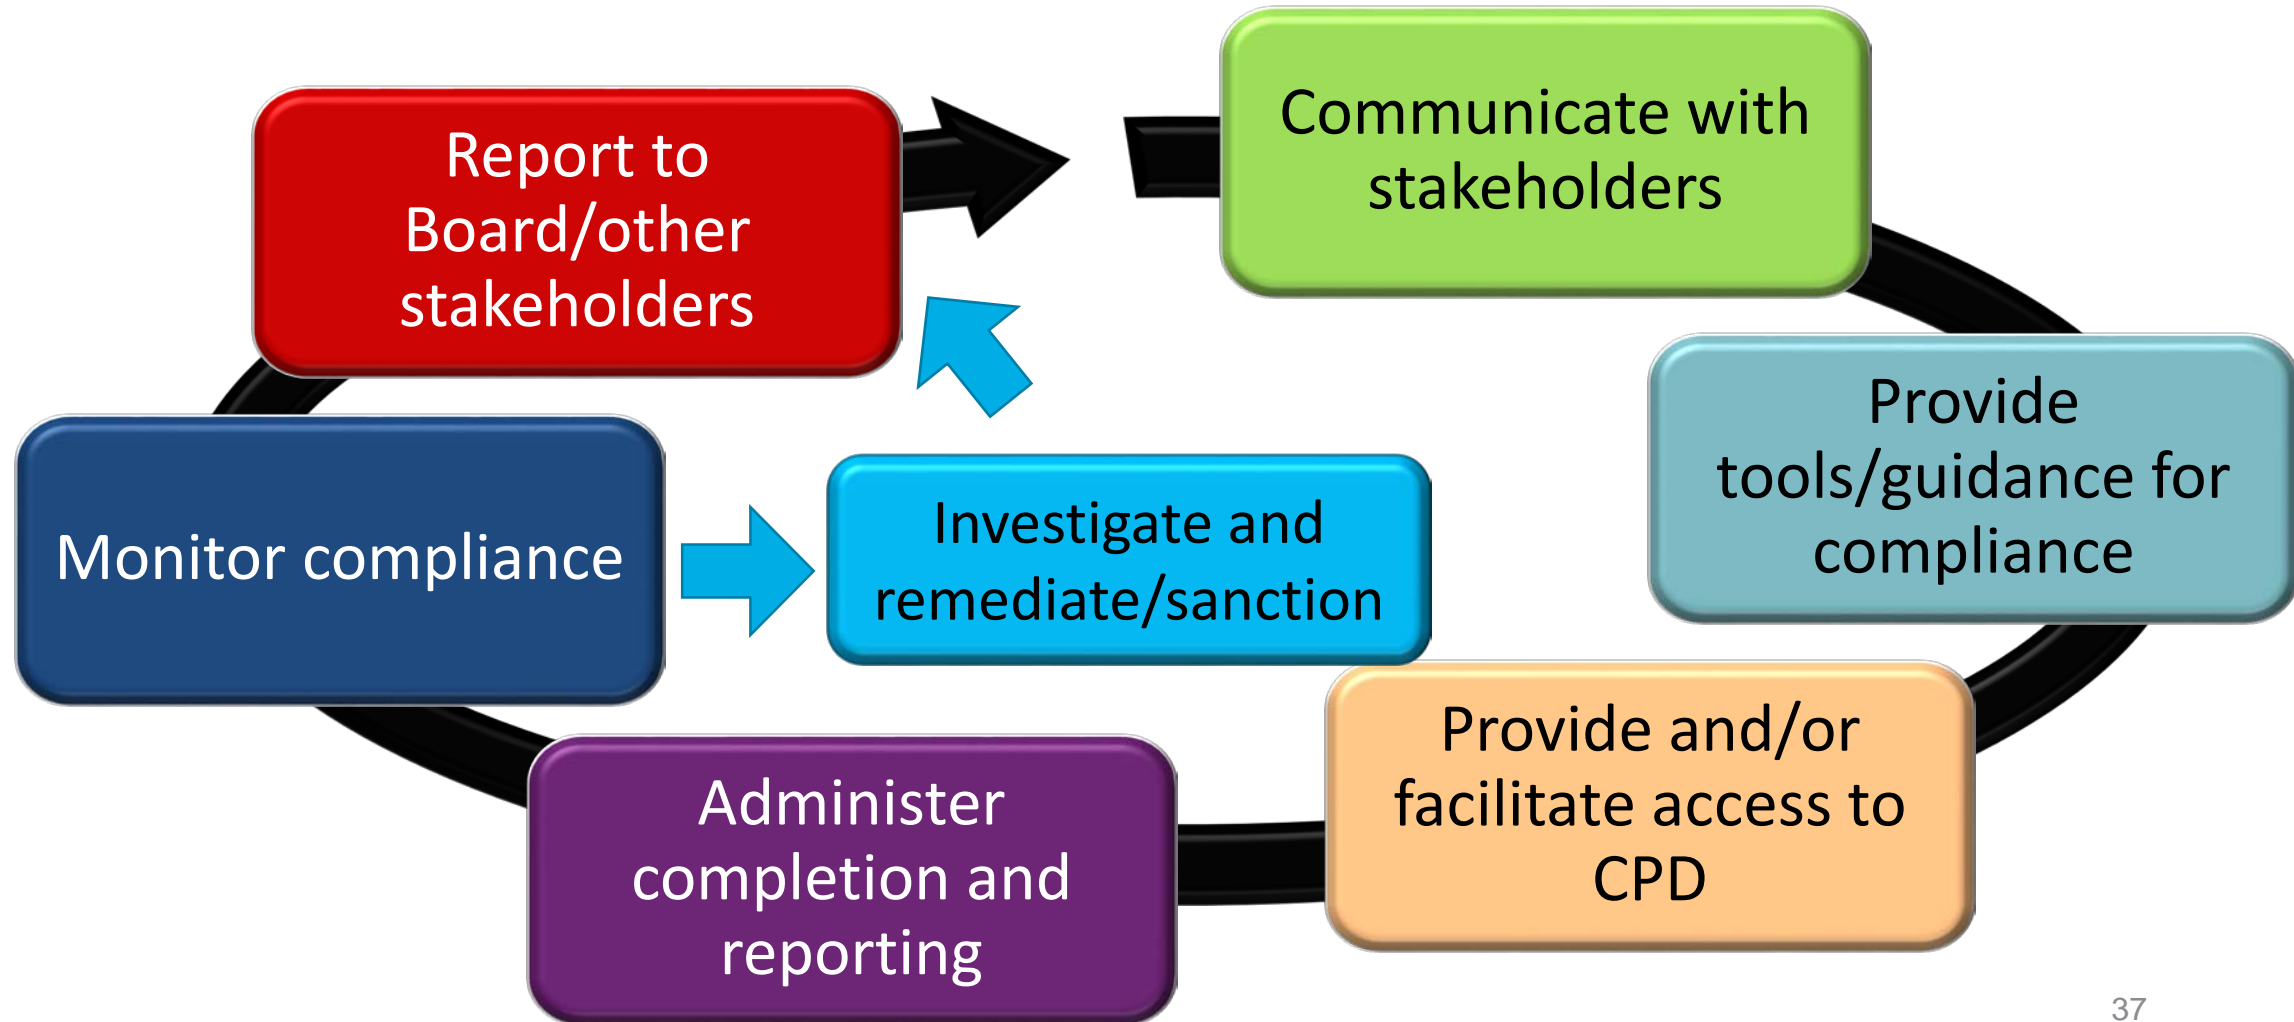 Communicate with
stakeholders
Provide
tools/guidance for
compliance
Provide and/or
facilitate access to
CPD
Administer
completion and
reporting
Monitor compliance
Investigate and
remediate/sanction
Report to
Board/other
stakeholders
37